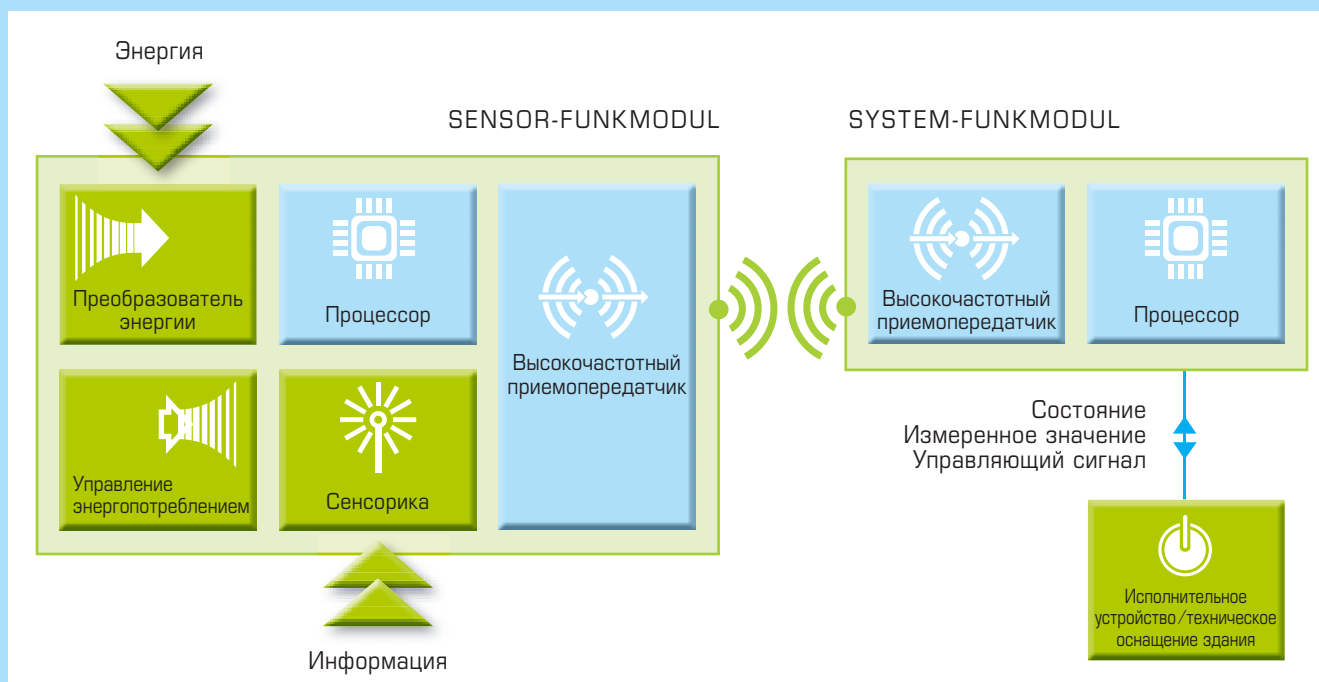 Энергия
SENSOR-FUNKMODUL
SYSTEM-FUNKMODUL
Преобразователь
энергии
Процессор
Высокочастотный
приемопередатчик
Управление
энергопотреблением
Сенсорика
Информация
Высокочастотный
приемопередатчик
Процессор
Состояние
Измеренное значение
Управляющий сигнал
Исполнительное
устройство/техническое
оснащение здания